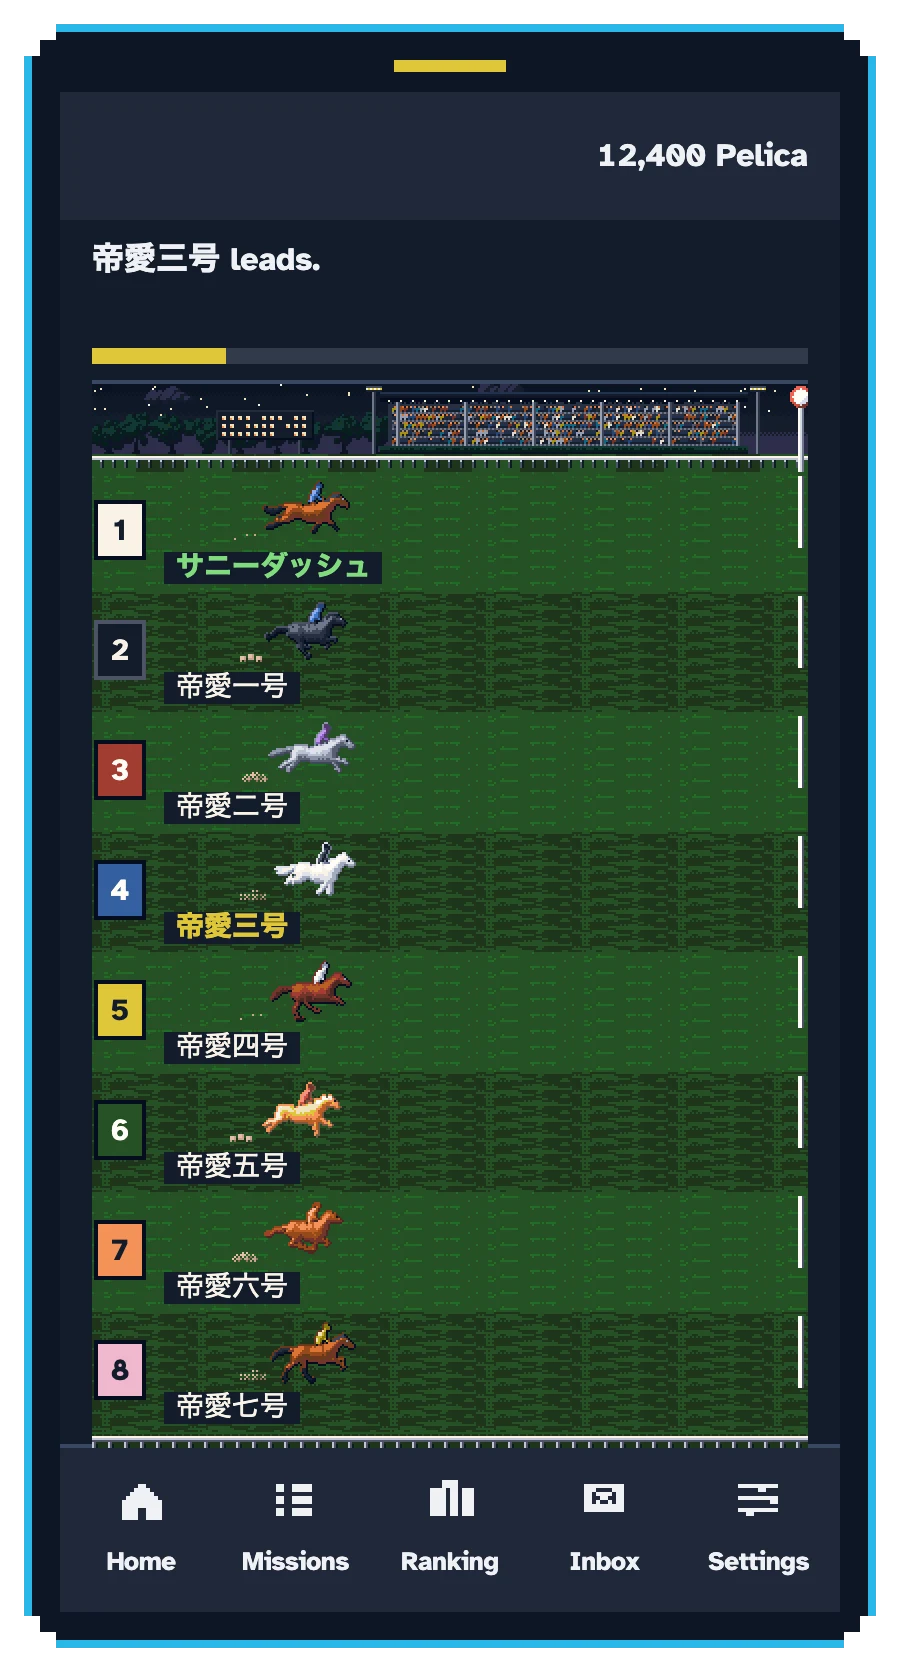 12,400 Pelica
帝愛三号 leads.
1
サニーダッシュ
2
帝愛一号
3
帝愛二号
4
帝愛三号
5
帝愛四号
6
帝愛五号
7
帝愛六号
8
帝愛七号
Home Missions Ranking Inbox Settings